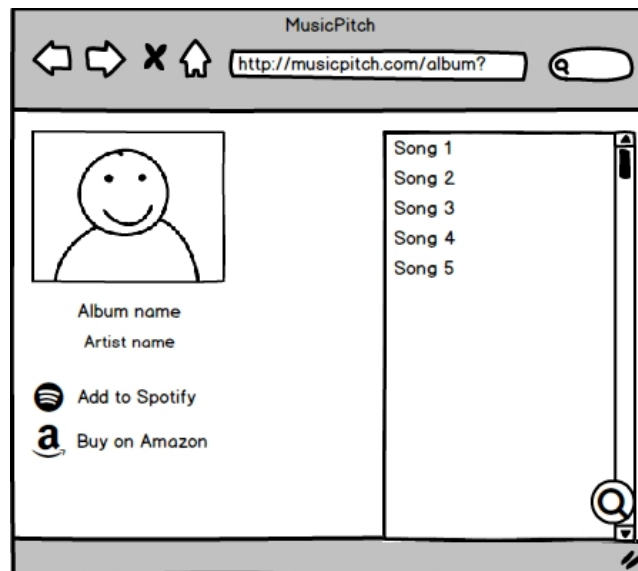 MusicPitch
http://musicpitch.com/album?
Album name
Artist name
Add to Spotify
a Buy on Amazon
Song 1
Song 2
Song 3
Song 4
Song 5